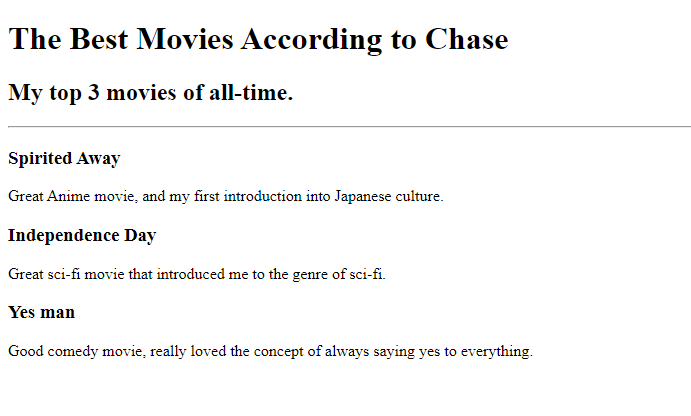 The Best Movies According to Chase
My top 3 movies of all-time.
Spirited Away
Great Anime movie, and my first introduction into Japanese culture.
Independence Day
Great sci-fi movie that introduced me to the genre of sci-fi.
Yes man
Good comedy movie, really loved the concept of always saying yes to everything.